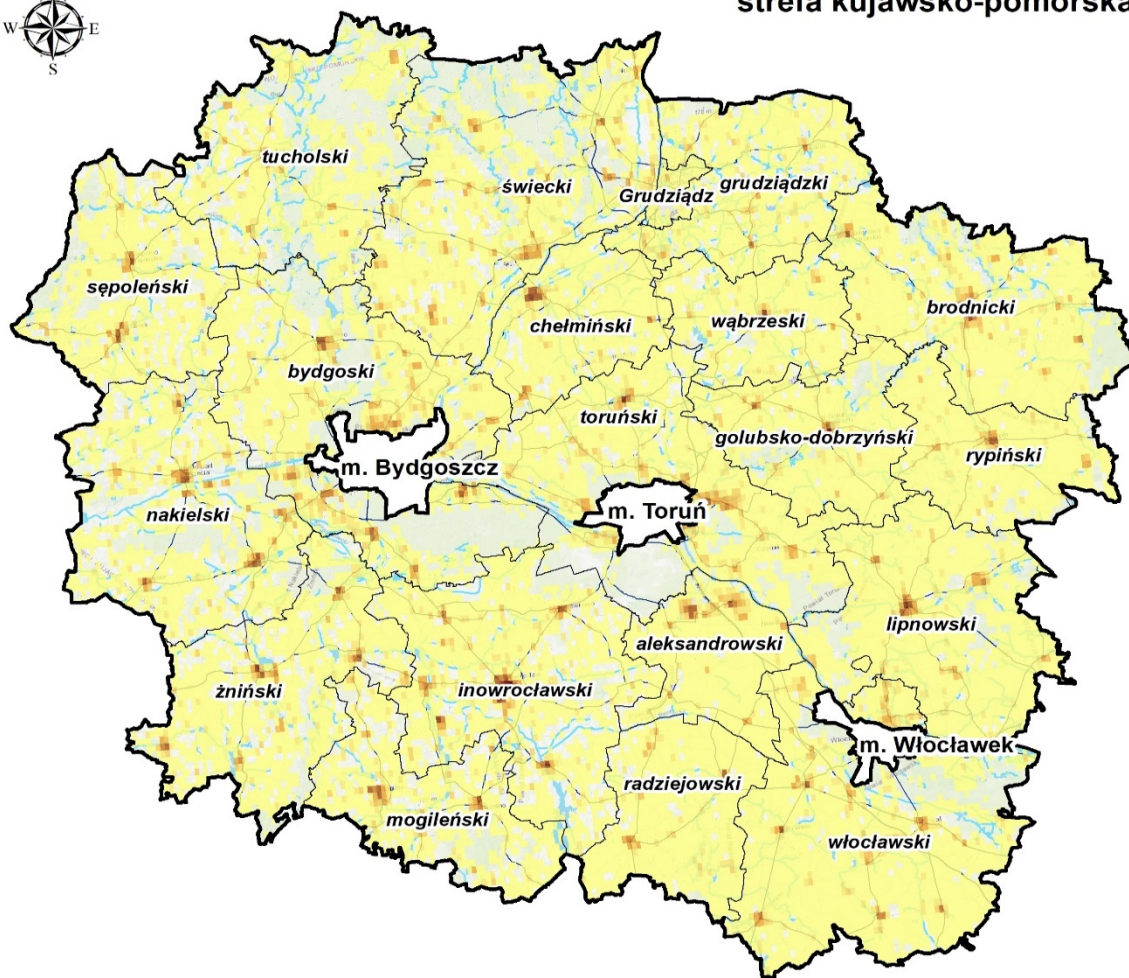 strefa kujawsko-pomorska
W
E
S
tucholski
świecki
Grudziądz
grudziądzki
sępoleński
brodnicki
chełmiński
wąbrzeski
bydgoski
toruński
golubsko-dobrzyński
rypiński
m. Bydgoszcz
nakielski
m. Toruń
lipnowski
aleksandrowski
żniński
inowrocławski
m. Włocławek
radziejowski
mogileński
włocławski